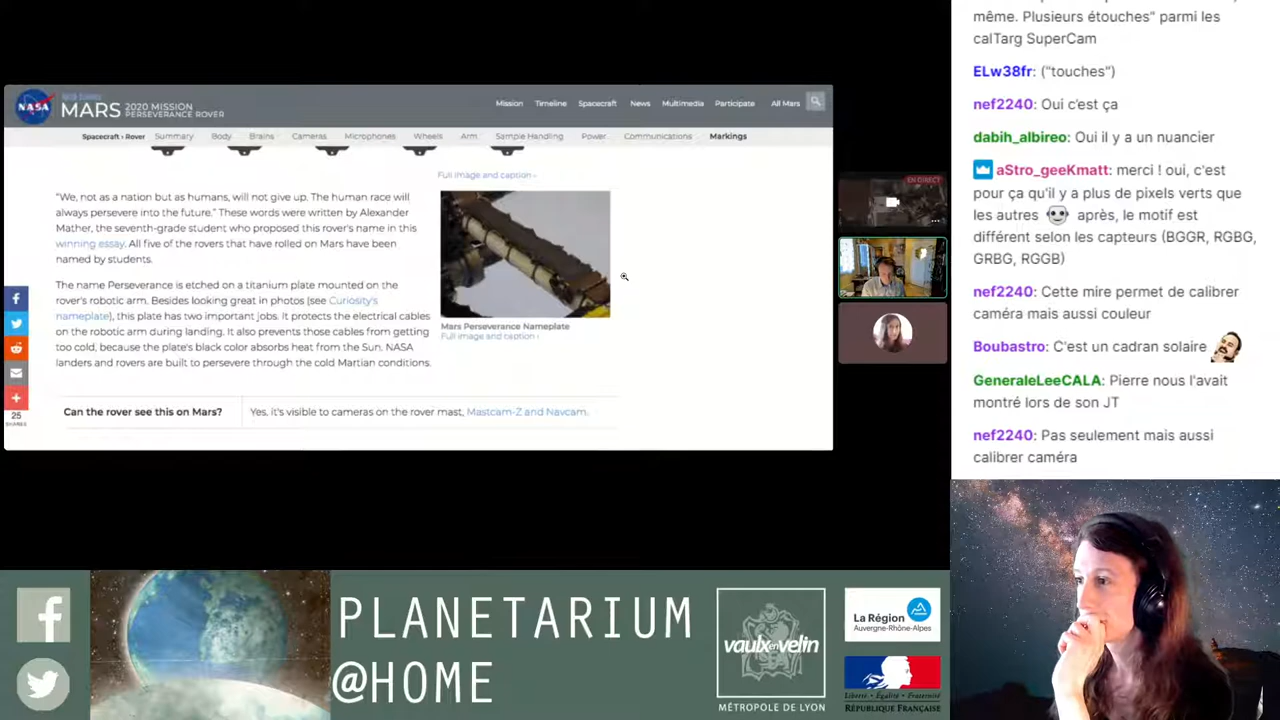 NASA
MARS 2020 MISSION
PERSEVERANCE ROVER
Mission Timeline Spacecraft News Multimedia Participate All Mars
Spacecraft › Rover Summary Body Brains Cameras Microphones Wheels Arm Sample Handling Power Communications Markings
Full image and caption ›
“We, not as a nation but as humans, will not give up. The human race will
always persevere into the future.” These words were written by Alexander
Mather, the seventh-grade student who proposed this rover's name in this
winning essay. All five of the rovers that have rolled on Mars have been
named by students.
The name Perseverance is etched on a titanium plate mounted on the
rover's robotic arm. Besides looking great in photos (see Curiosity's
nameplate), this plate has two important jobs. It protects the electrical cables
on the robotic arm during landing. It also prevents those cables from getting
too cold, because the plate's black color absorbs heat from the Sun. NASA
landers and rovers are built to persevere through the cold Martian conditions.
Mars Perseverance Nameplate
Full image and caption ›
25
SHARES
Can the rover see this on Mars? Yes, it's visible to cameras on the rover mast, Mastcam-Z and Navcam.
EN DIRECT
même. Plusieurs étouches" parmi les
calTarg SuperCam
ELw38fr: ("touches")
nef2240: Oui c'est ça
dabih_albireo: Oui il y a un nuancier
aStro_geeKmatt: merci ! oui, c'est
pour ça qu'il y a plus de pixels verts que
les autres après, le motif est
différent selon les capteurs (BGGR, RGBG,
GRBG, RGGB)
nef2240: Cette mire permet de calibrer
caméra mais aussi couleur
Boubastro: C'est un cadran solaire
GeneraleLeeCALA: Pierre nous l'avait
montré lors de son JT
nef2240: Pas seulement mais aussi
calibrer caméra
PLANETARIUM
@HOME
vaulx en velin
MÉTROPOLE DE LYON
La Région
Auvergne-Rhône-Alpes
Liberté • Égalité • Fraternité
RÉPUBLIQUE FRANÇAISE